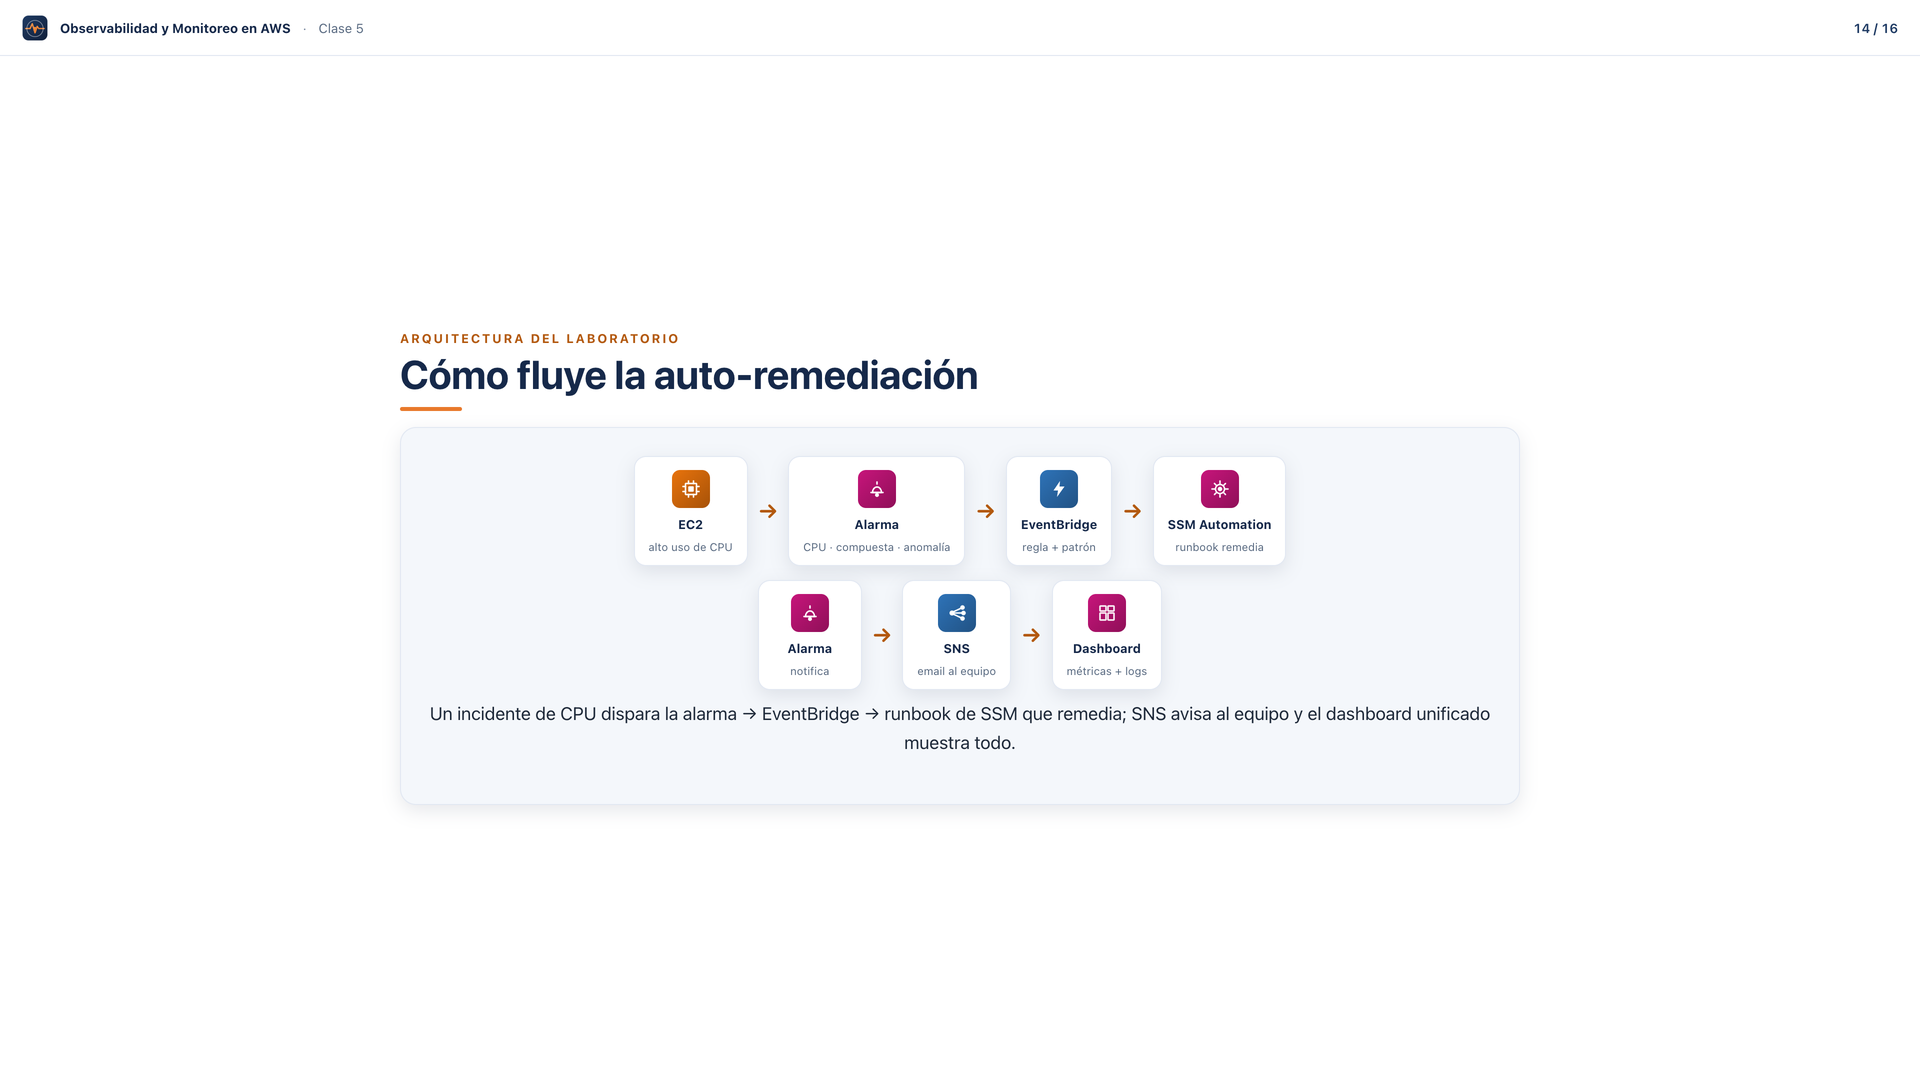 Observabilidad y Monitoreo en AWS · Clase 5
14 / 16
ARQUITECTURA DEL LABORATORIO
Cómo fluye la auto-remediación
EC2
alto uso de CPU
→
Alarma
CPU · compuesta · anomalía
→
EventBridge
regla + patrón
→
SSM Automation
runbook remedia
Alarma
notifica
→
SNS
email al equipo
→
Dashboard
métricas + logs
Un incidente de CPU dispara la alarma → EventBridge → runbook de SSM que remedia; SNS avisa al equipo y el dashboard unificado
muestra todo.